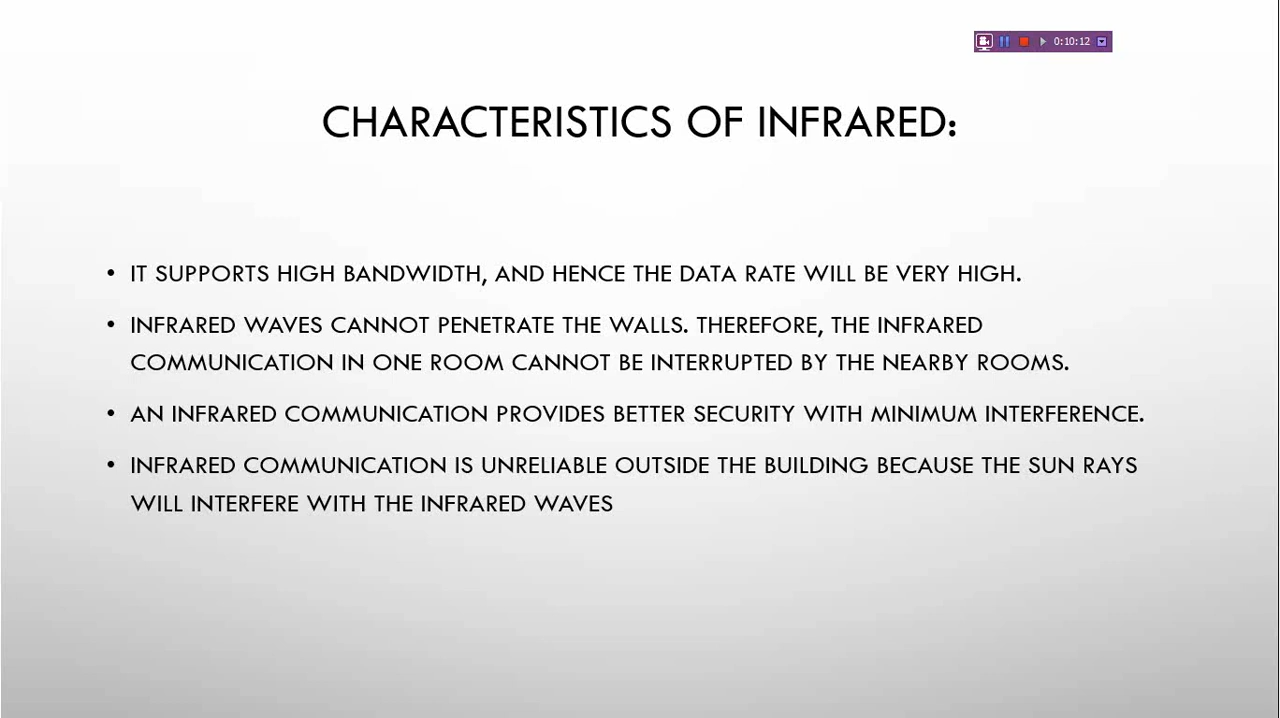 0:10:12
CHARACTERISTICS OF INFRARED:
• IT SUPPORTS HIGH BANDWIDTH, AND HENCE THE DATA RATE WILL BE VERY HIGH.
• INFRARED WAVES CANNOT PENETRATE THE WALLS. THEREFORE, THE INFRARED
COMMUNICATION IN ONE ROOM CANNOT BE INTERRUPTED BY THE NEARBY ROOMS.
• AN INFRARED COMMUNICATION PROVIDES BETTER SECURITY WITH MINIMUM INTERFERENCE.
• INFRARED COMMUNICATION IS UNRELIABLE OUTSIDE THE BUILDING BECAUSE THE SUN RAYS
WILL INTERFERE WITH THE INFRARED WAVES